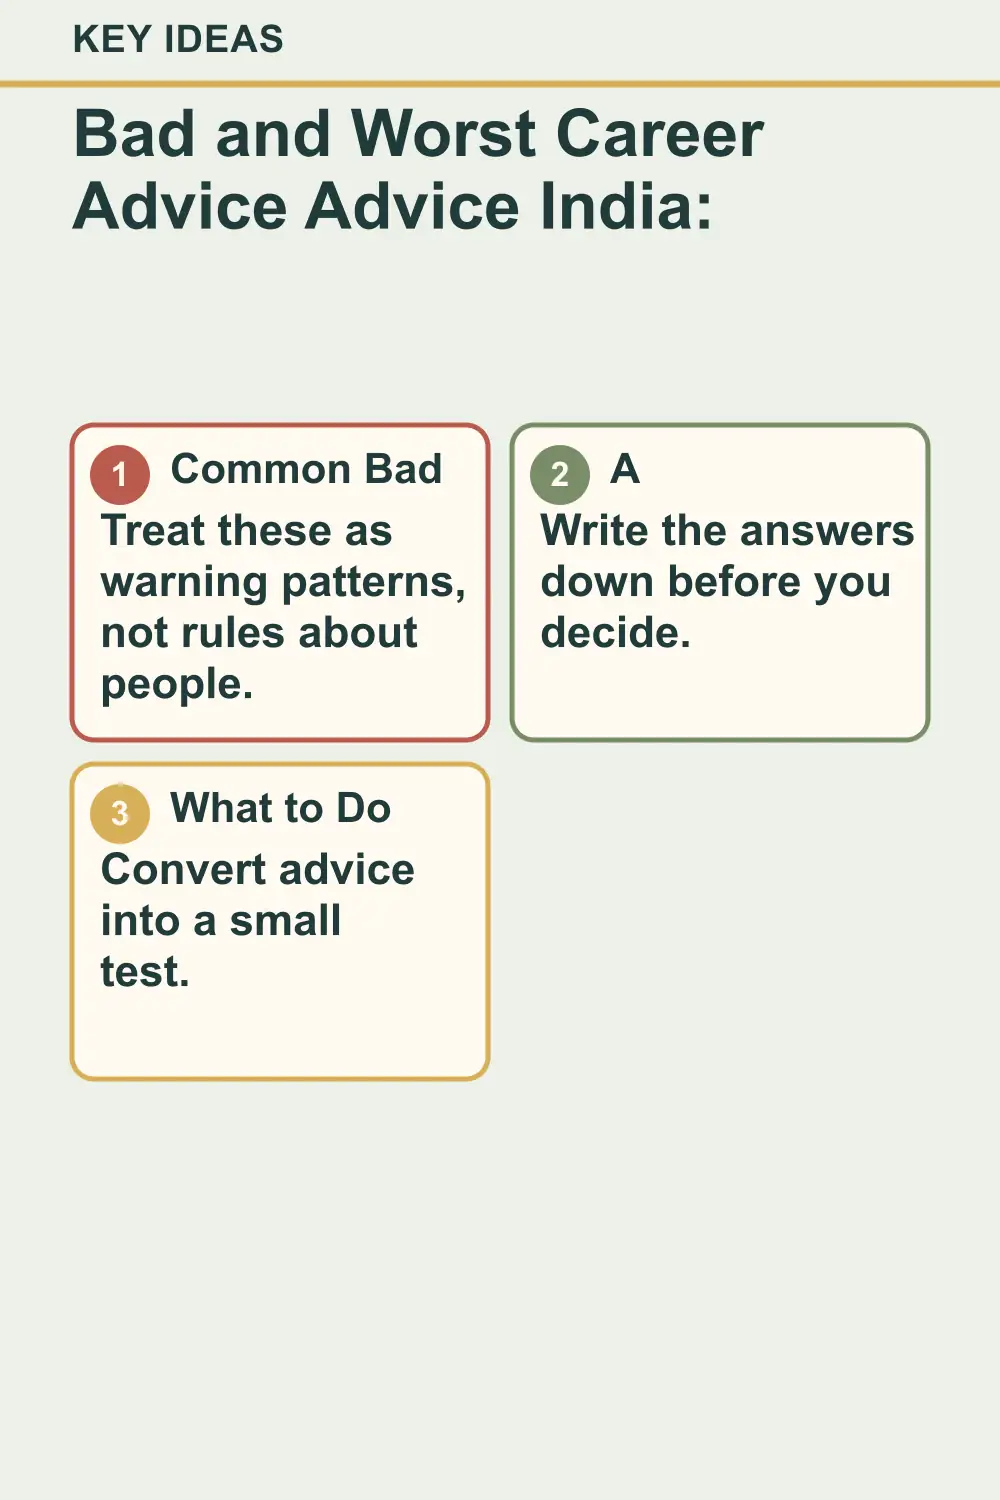 KEY IDEAS
Bad and Worst Career
Advice Advice India:
1 Common Bad
Treat these as
warning patterns,
not rules about
people.
2 A
Write the answers
down before you
decide.
3 What to Do
Convert advice
into a small
test.